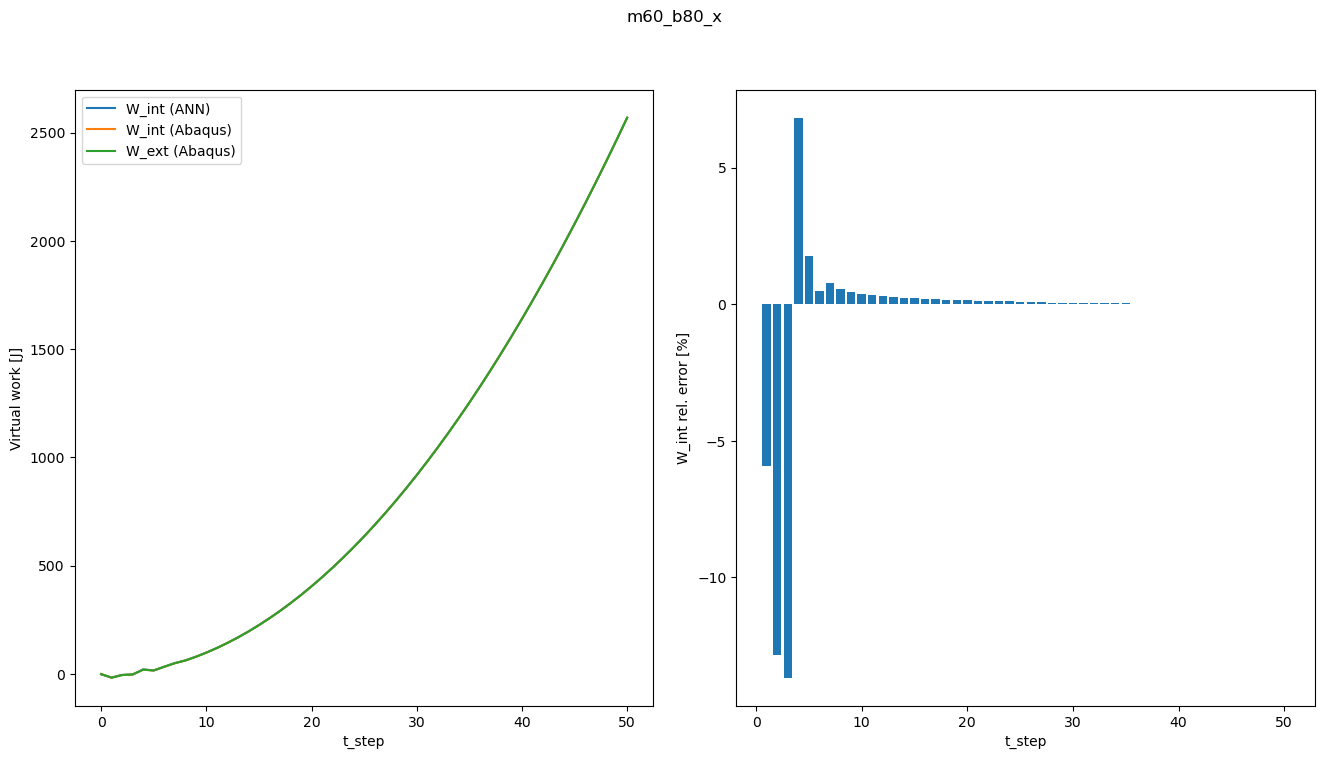 m60_b80_x
W_int (ANN)
W_int (Abaqus)
W_ext (Abaqus)
Virtual work [J]
2500
2000
1500
1000
500
0
0 10 20 30 40 50
t_step
W_int rel. error [%]
5
0
−5
−10
0 10 20 30 40 50
t_step